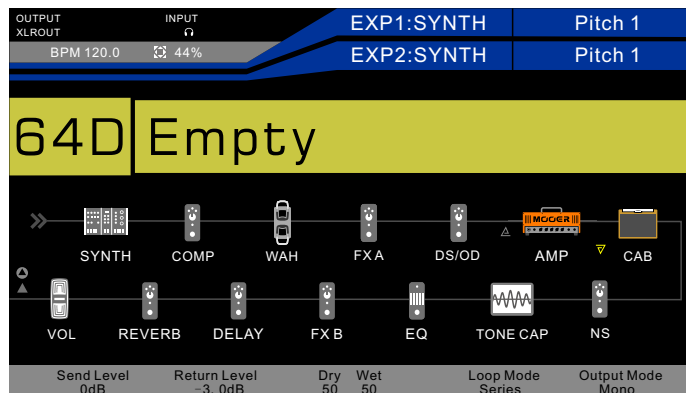 OUTPUT INPUT
XLROUT
BPM 120.0 44%
EXP1:SYNTH Pitch 1
EXP2:SYNTH Pitch 1
64D Empty
MOOER
SYNTH COMP WAH FX A DS/OD AMP CAB
VOL REVERB DELAY FX B EQ TONE CAP NS
Send Level Return Level Dry Wet Loop Mode Output Mode
0dB -3. 0dB 50 50 Series Mono